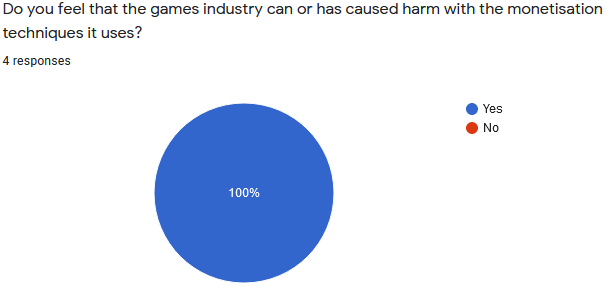 Do you feel that the games industry can or has caused harm with the monetisation
techniques it uses?
4 responses
Yes
No
100%